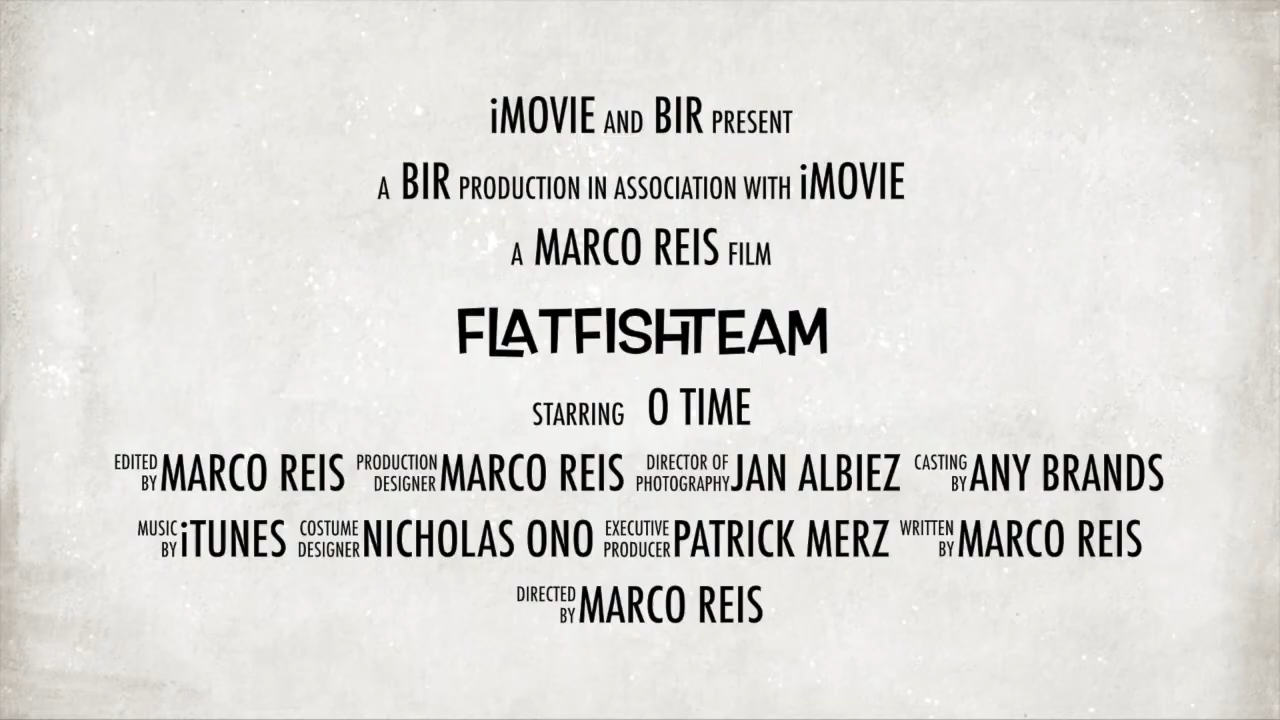 iMOVIE AND BIR PRESENT
A BIR PRODUCTION IN ASSOCIATION WITH iMOVIE
A MARCO REIS FILM
FLATFISHTEAM
STARRING O TIME
EDITED BY MARCO REIS PRODUCTION DESIGNER MARCO REIS DIRECTOR OF PHOTOGRAPHY JAN ALBIEZ CASTING BY ANY BRANDS
MUSIC BY iTUNES COSTUME DESIGNER NICHOLAS ONO EXECUTIVE PRODUCER PATRICK MERZ WRITTEN BY MARCO REIS
DIRECTED BY MARCO REIS